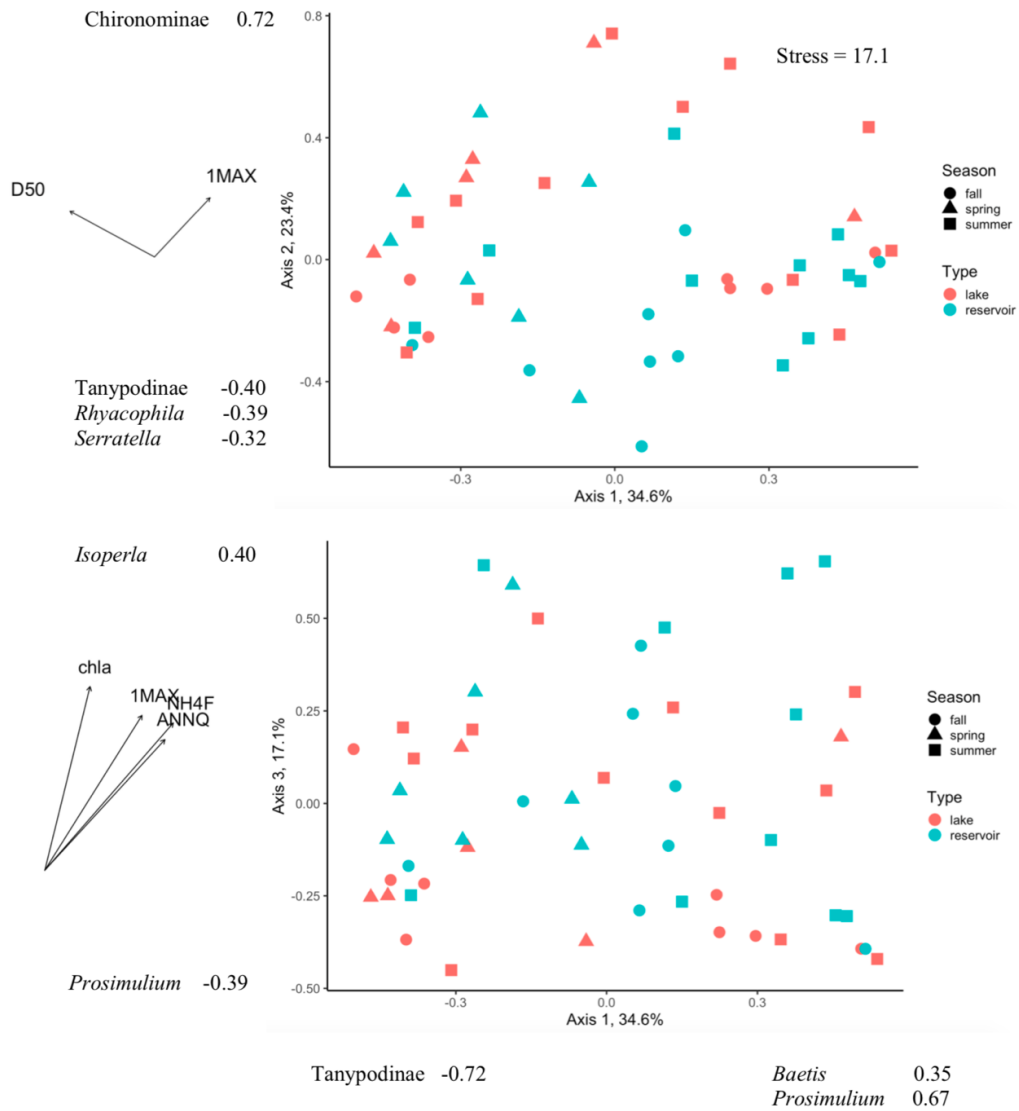 Chironominae 0.72
Stress = 17.1
D50
1MAX
Tanypodinae -0.40
Rhyacophila -0.39
Serratella -0.32
0.8
0.4
0.0
-0.4
Axis 2, 23.4%
-0.3 0.0 0.3
Axis 1, 34.6%
Season
fall
spring
summer
Type
lake
reservoir
Isoperla 0.40
chla
1MAX
NH4F
ANNQ
Prosimulium -0.39
0.50
0.25
0.00
-0.25
-0.50
Axis 3, 17.1%
-0.3 0.0 0.3
Axis 1, 34.6%
Season
fall
spring
summer
Type
lake
reservoir
Tanypodinae -0.72
Baetis 0.35
Prosimulium 0.67